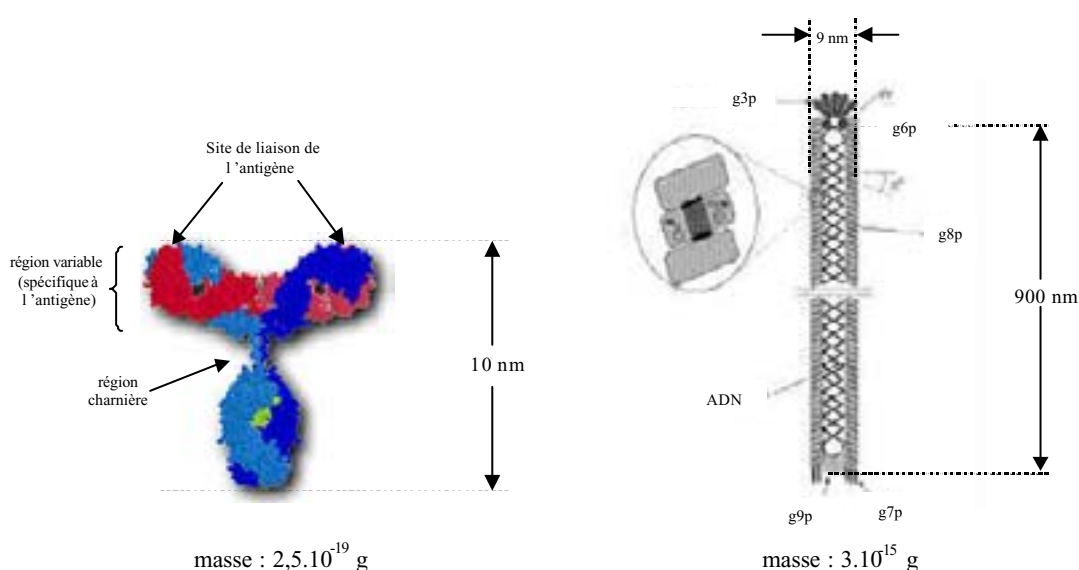 Site de liaison de
l 'antigène
région variable
(spécifique à
l 'antigène)
région
charnière
10 nm
masse : 2,5.10⁻¹⁹ g
9 nm
g3p
g6p
g8p
900 nm
ADN
g9p
g7p
masse : 3.10⁻¹⁵ g